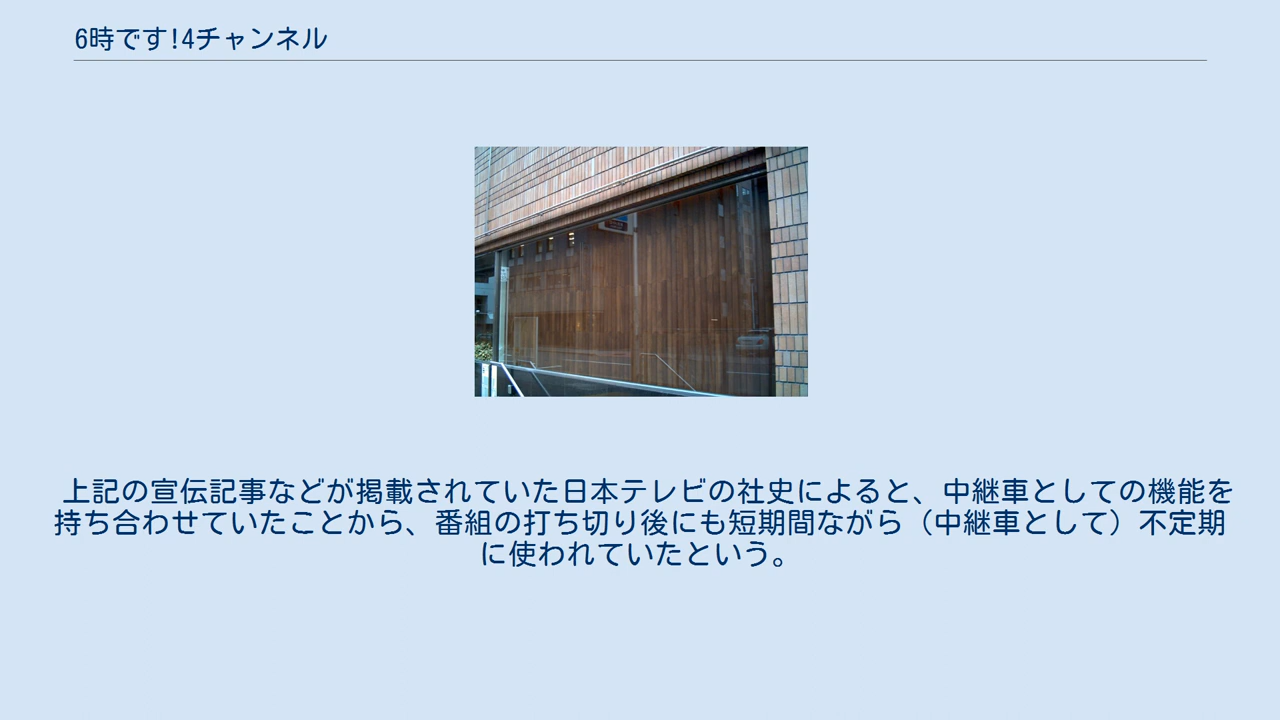 6時です!4チャンネル
上記の宣伝記事などが掲載されていた日本テレビの社史によると、中継車としての機能を
持ち合わせていたことから、番組の打ち切り後にも短期間ながら（中継車として）不定期
に使われていたという。